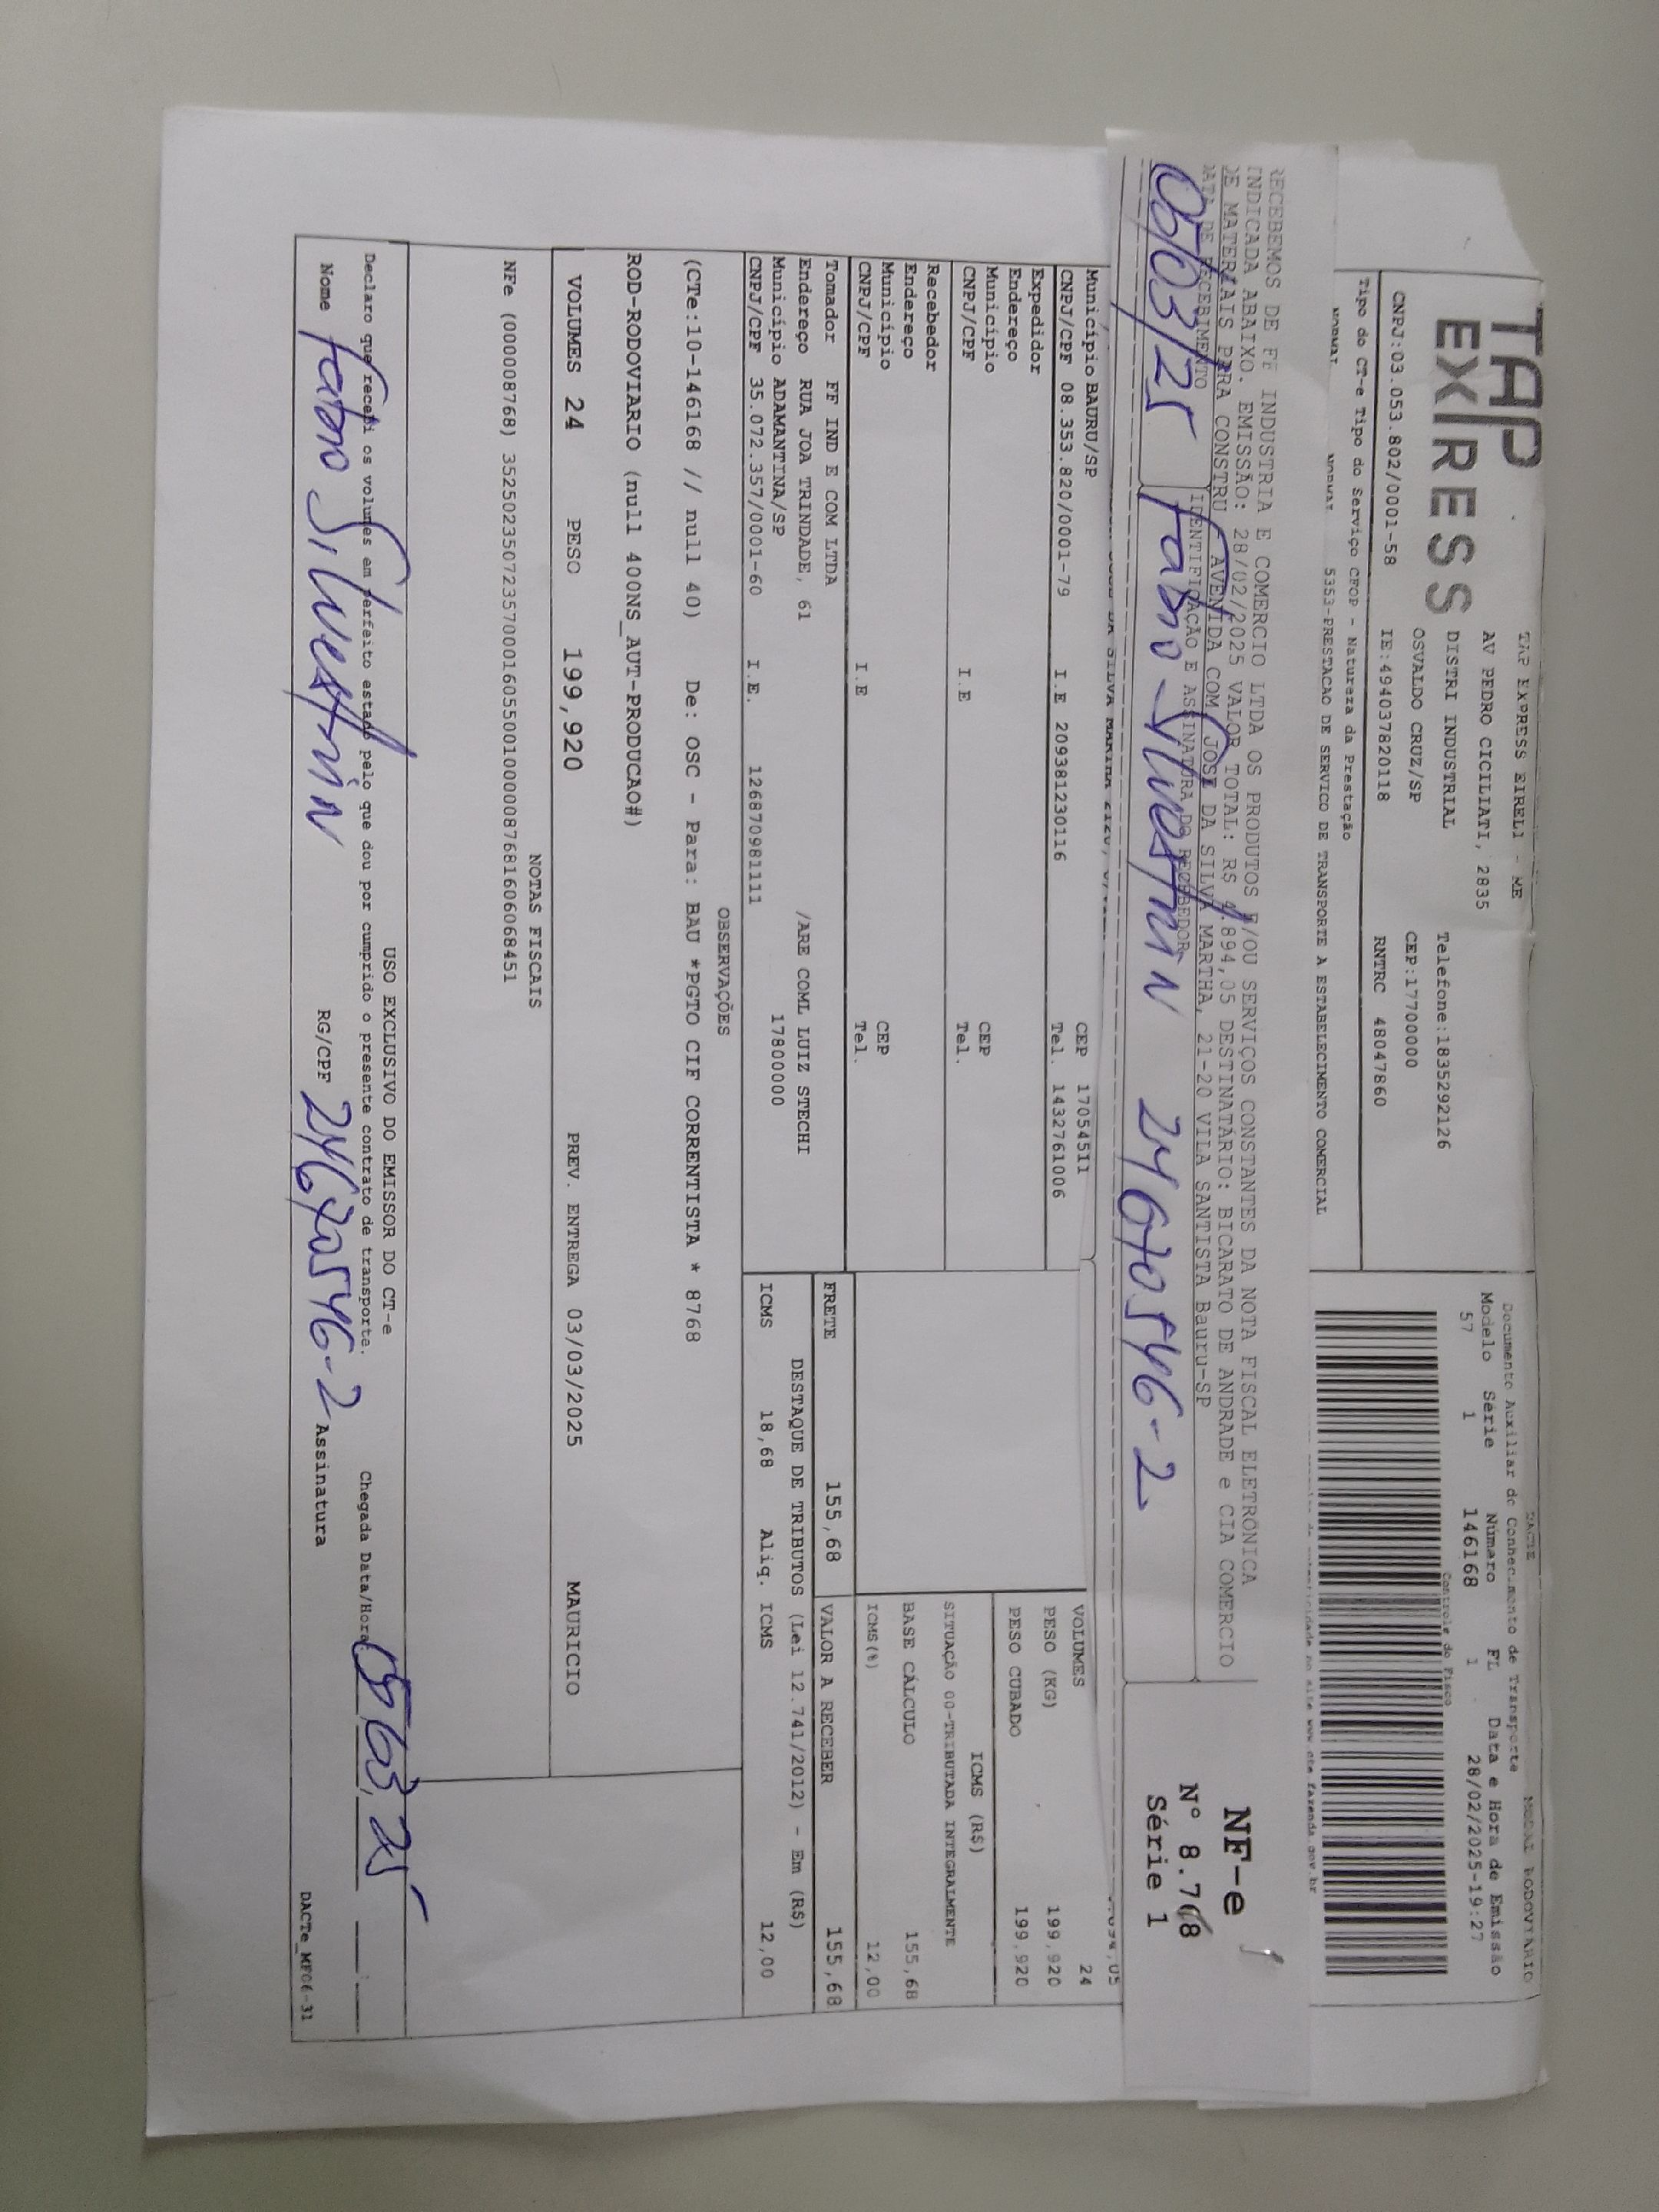 TAP
EXPRESS
TAP EXPRESS EIRELI - ME
AV PEDRO CICILIATI, 2835
DISTRI INDUSTRIAL
OSVALDO CRUZ/SP
Telefone:1835292126
CEP:17700000
CNPJ:03.053.802/0001-58 IE:494037820118 RNTRC 48047860
DACTE MODAL RODOVIARIO
Documento Auxiliar de Conhecimento de Transporte
Modelo Série Número FL Data e Hora de Emissão
57 1 146168 1 28/02/2025-19:27
Controle do Fisco
Tipo do CT-e Tipo do Serviço CFOP - Natureza da Prestação
NORMAL NORMAL 5353-PRESTACAO DE SERVICO DE TRANSPORTE A ESTABELECIMENTO COMERCIAL
RECEBEMOS DE FF INDUSTRIA E COMERCIO LTDA OS PRODUTOS E/OU SERVIÇOS CONSTANTES DA NOTA FISCAL ELETRÔNICA
INDICADA ABAIXO. EMISSÃO: 28/02/2025 VALOR TOTAL: R$ 4.894,05 DESTINATÁRIO: BICARATO DE ANDRADE e CIA COMERCIO
DE MATERIAIS PARA CONSTRU - AVENIDA COM. JOSE DA SILVA MARTHA, 21-20 VILA SANTISTA Bauru-SP
DATA DE RECEBIMENTO IDENTIFICAÇÃO E ASSINATURA DO RECEBEDOR
05/03/25 Fabio Silvestrin 24670546-2
NF-e
Nº 8.768
Série 1
Município BAURU/SP CEP 17054511
CNPJ/CPF 08.353.820/0001-79 I.E 209381230116 Tel. 1432761006
Expedidor
Endereço
Município CEP
CNPJ/CPF I.E Tel.
Recebedor
Endereço
Município CEP
CNPJ/CPF I.E Tel.
VOLUMES 24
PESO (KG) 199,920
PESO CUBADO 199.920
ICMS (R$)
SITUAÇÃO 00-TRIBUTADA INTEGRALMENTE
BASE CÁLCULO 155,68
ICMS(%) 12,00
Tomador FF IND E COM LTDA
Endereço RUA JOA TRINDADE, 61 /ARE COML LUIZ STECHI
Município ADAMANTINA/SP 17800000
CNPJ/CPF 35.072.357/0001-60 I.E. 126870981111
FRETE 155,68 VALOR A RECEBER 155,68
DESTAQUE DE TRIBUTOS (Lei 12.741/2012) - Em (R$)
ICMS 18,68 Aliq. ICMS 12,00
OBSERVAÇÕES
(CTe:10-146168 // null 40) De: OSC - Para: BAU *PGTO CIF CORRENTISTA * 8768
ROD-RODOVIARIO (null 400NS_AUT-PRODUCAO#)
VOLUMES 24 PESO 199,920 PREV. ENTREGA 03/03/2025 MAURICIO
NOTAS FISCAIS
NFe (000008768) 35250235072357000160550010000087681606068451
USO EXCLUSIVO DO EMISSOR DO CT-e
Declaro que recebi os volumes em perfeito estado pelo que dou por cumprido o presente contrato de transporte. Chegada Data/Hora 05 03 25
Nome Fabio Silvestrin RG/CPF 24670546-2 Assinatura
DACTe_MF06-31